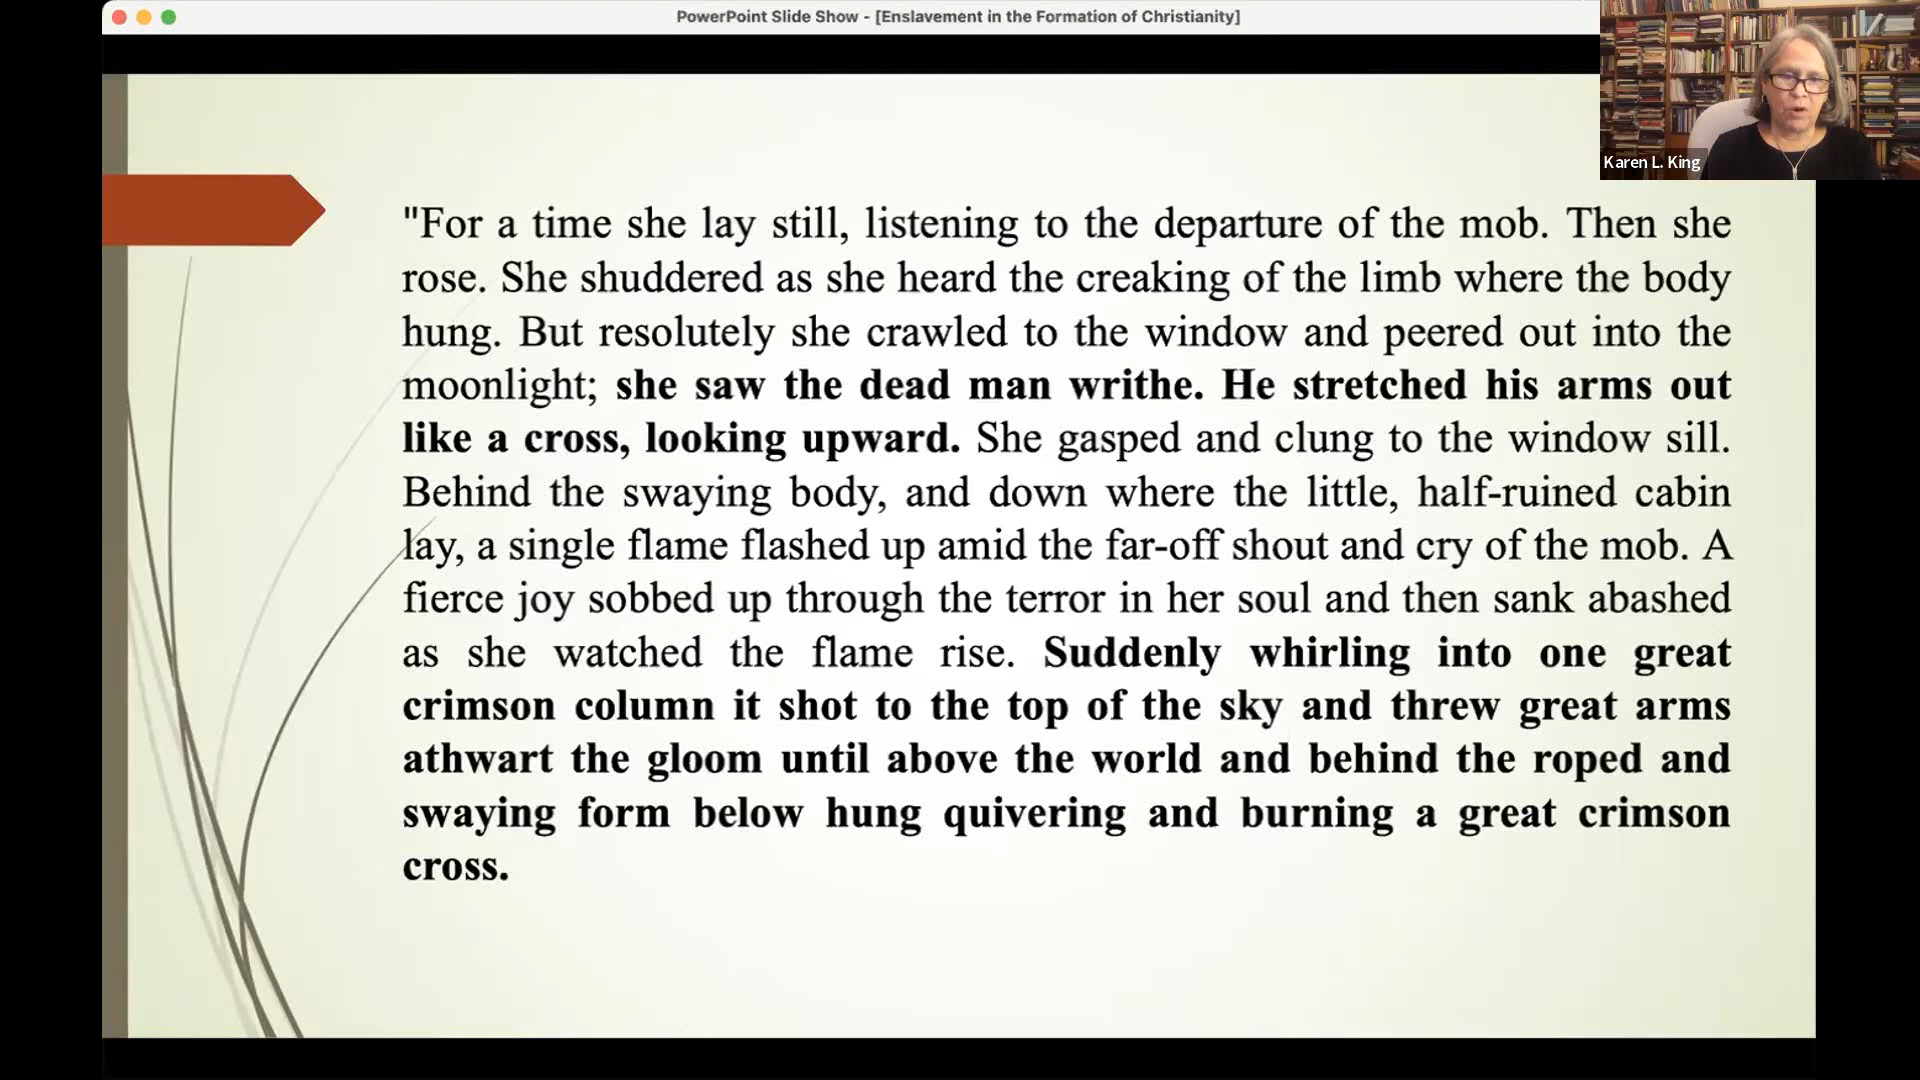 PowerPoint Slide Show - [Enslavement in the Formation of Christianity]
Karen L. King
"For a time she lay still, listening to the departure of the mob. Then she
rose. She shuddered as she heard the creaking of the limb where the body
hung. But resolutely she crawled to the window and peered out into the
moonlight; she saw the dead man writhe. He stretched his arms out
like a cross, looking upward. She gasped and clung to the window sill.
Behind the swaying body, and down where the little, half-ruined cabin
lay, a single flame flashed up amid the far-off shout and cry of the mob. A
fierce joy sobbed up through the terror in her soul and then sank abashed
as she watched the flame rise. Suddenly whirling into one great
crimson column it shot to the top of the sky and threw great arms
athwart the gloom until above the world and behind the roped and
swaying form below hung quivering and burning a great crimson
cross.